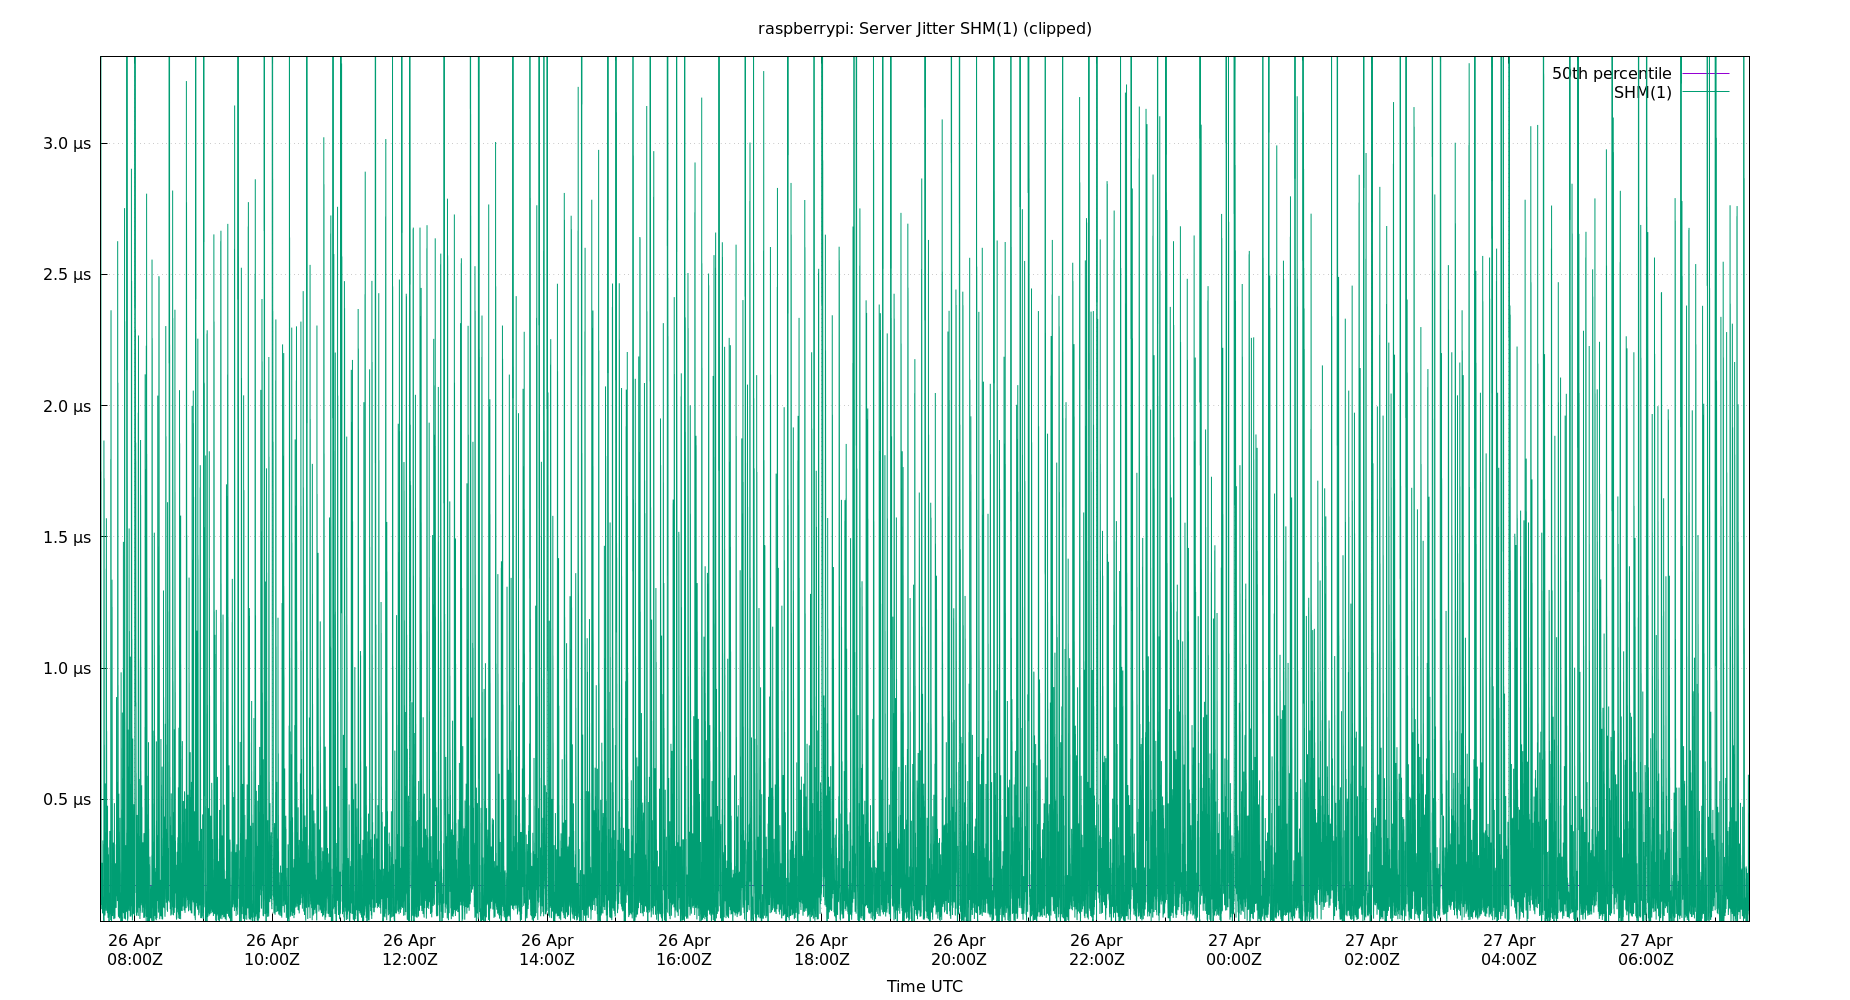 raspberrypi: Server Jitter SHM(1) (clipped)
50th percentile
SHM(1)
3.0 µs
2.5 µs
2.0 µs
1.5 µs
1.0 µs
0.5 µs
26 Apr 26 Apr 26 Apr 26 Apr 26 Apr 26 Apr 26 Apr 26 Apr 27 Apr 27 Apr 27 Apr 27 Apr
08:00Z 10:00Z 12:00Z 14:00Z 16:00Z 18:00Z 20:00Z 22:00Z 00:00Z 02:00Z 04:00Z 06:00Z
Time UTC